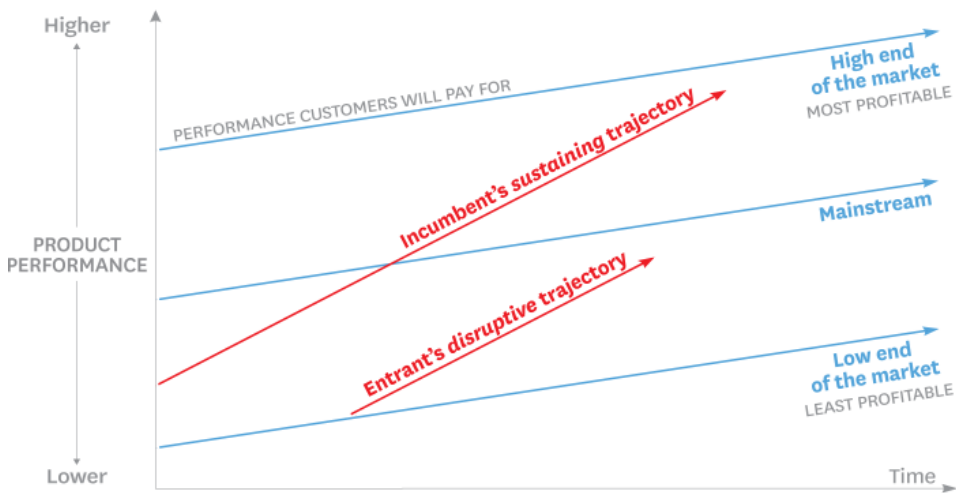 Higher
PERFORMANCE CUSTOMERS WILL PAY FOR
High end
of the market
MOST PROFITABLE
Incumbent's sustaining trajectory
Mainstream
PRODUCT
PERFORMANCE
Entrant's disruptive trajectory
Low end
of the market
LEAST PROFITABLE
Lower
Time